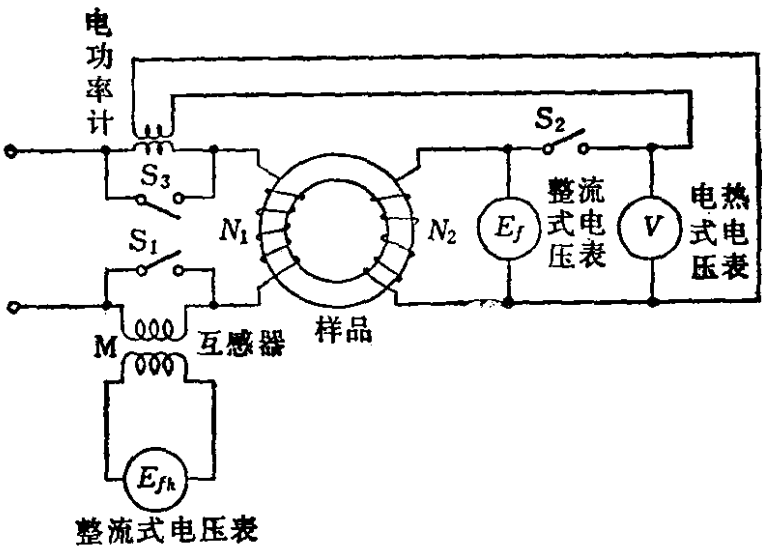 电功率计
S₃
S₁
N₁
N₂
S₂
E_f
整流式电压表
V
电热式电压表
样品
M
互感器
E_fh
整流式电压表